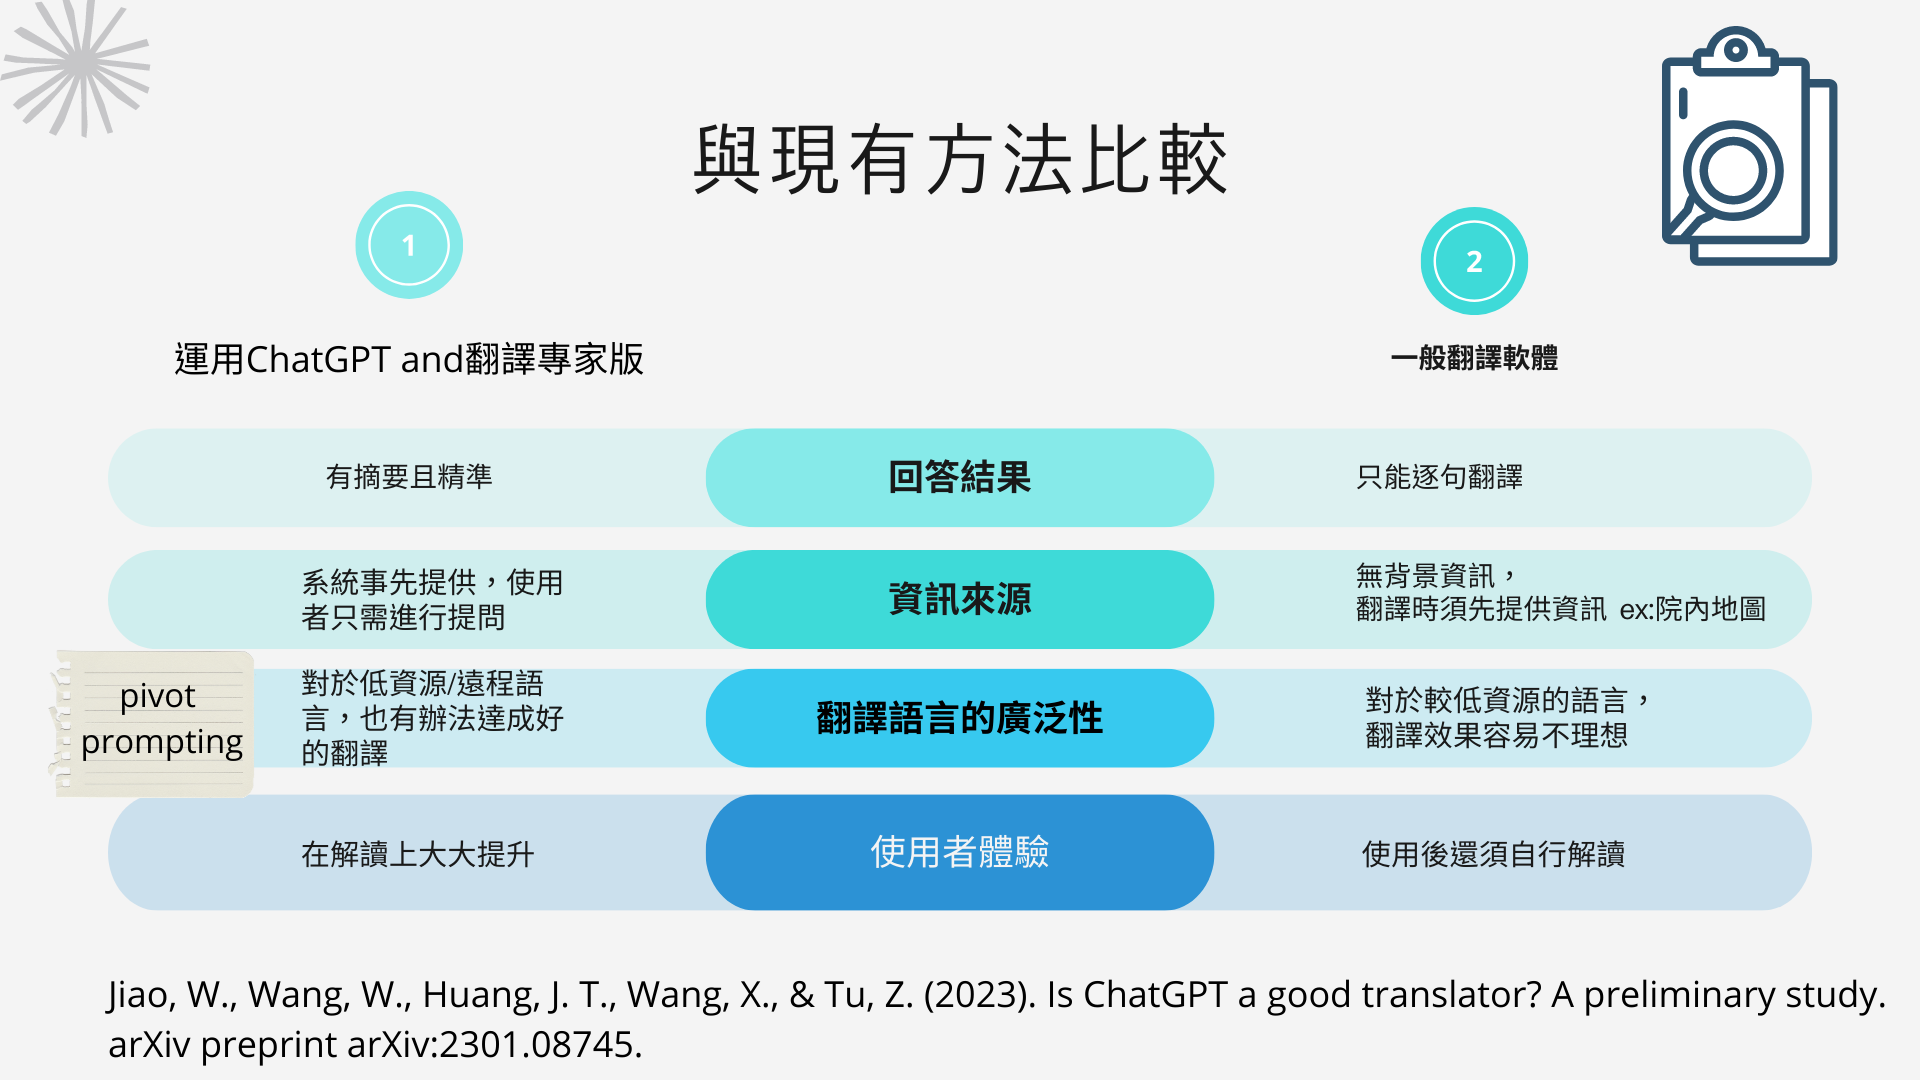 與現有方法比較
1
2
運用ChatGPT and翻譯專家版
一般翻譯軟體
有摘要且精準
回答結果
只能逐句翻譯
系統事先提供，使用
者只需進行提問
資訊來源
無背景資訊，
翻譯時須先提供資訊 ex:院內地圖
pivot
prompting
對於低資源/遠程語
言，也有辦法達成好
的翻譯
翻譯語言的廣泛性
對於較低資源的語言，
翻譯效果容易不理想
在解讀上大大提升
使用者體驗
使用後還須自行解讀
Jiao, W., Wang, W., Huang, J. T., Wang, X., & Tu, Z. (2023). Is ChatGPT a good translator? A preliminary study.
arXiv preprint arXiv:2301.08745.